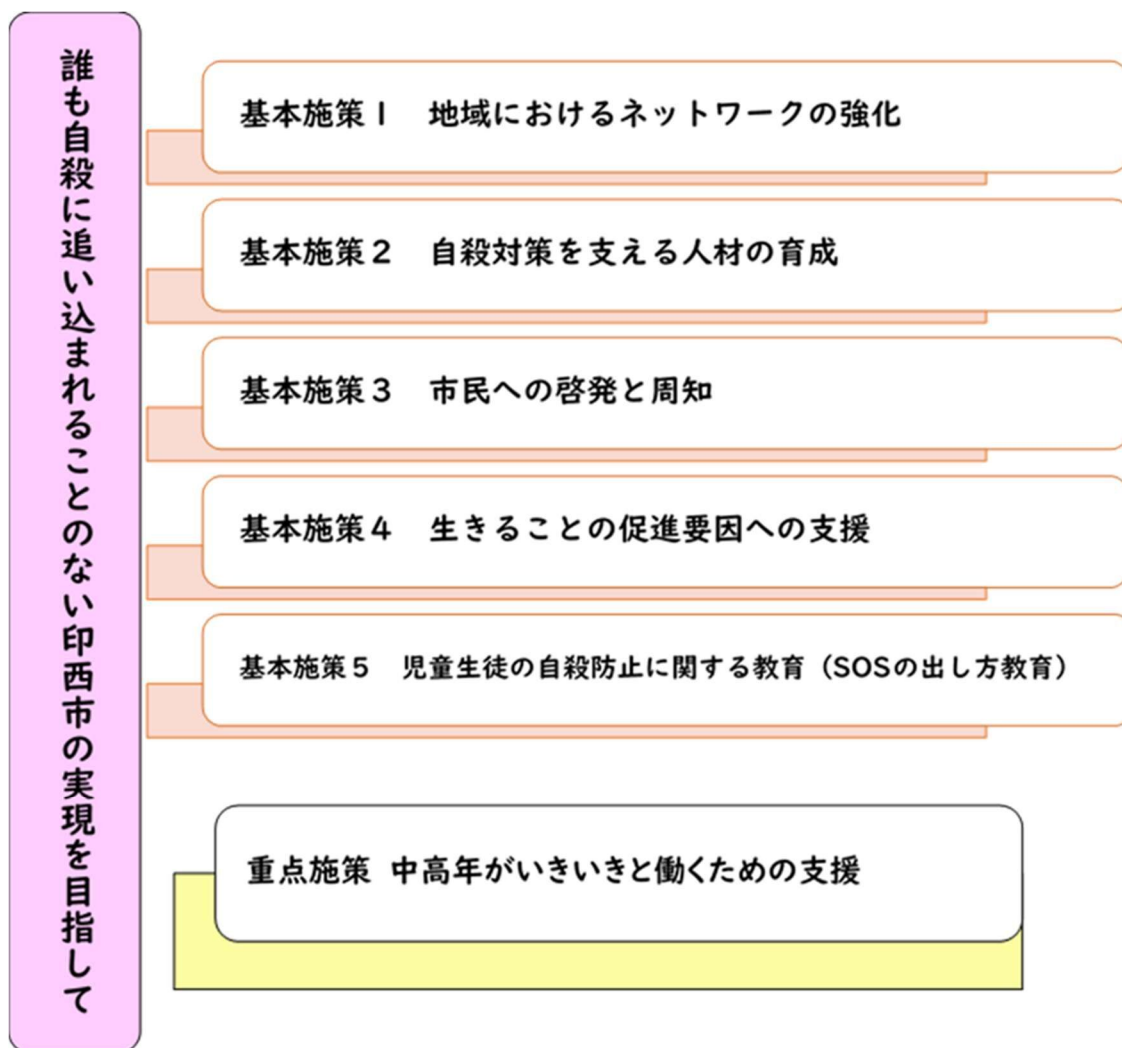 誰も自殺に追い込まれることのない印西市の実現を目指して
基本施策１　地域におけるネットワークの強化
基本施策２　自殺対策を支える人材の育成
基本施策３　市民への啓発と周知
基本施策４　生きることの促進要因への支援
基本施策５　児童生徒の自殺防止に関する教育（SOSの出し方教育）
重点施策 中高年がいきいきと働くための支援